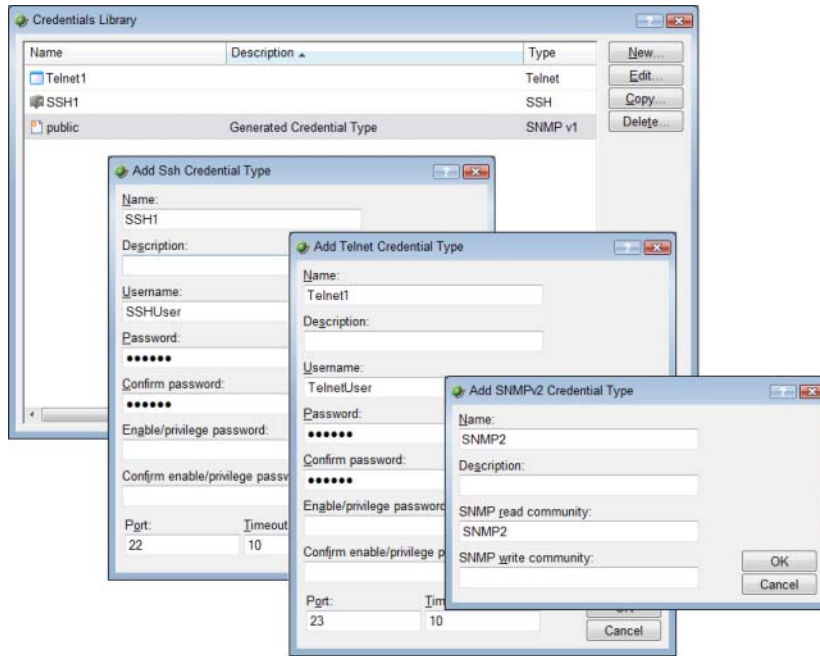 Credentials Library
Name Description Type
Telnet1 Telnet
SSH1 SSH
public Generated Credential Type SNMP v1
New...
Edit...
Copy...
Delete...
Add Ssh Credential Type
Name:
SSH1
Description:
Username:
SSHUser
Password:
••••••
Confirm password:
••••••
Enable/privilege password:
Confirm enable/privilege
Port: Timeout
22 10
Add Telnet Credential Type
Name:
Telnet1
Description:
Username:
TelnetUser
Password:
••••••
Confirm password:
••••••
Enable/privilege password
Confirm enable/privilege
Port:
23 10
Cancel
Add SNMPv2 Credential Type
Name:
SNMP2
Description:
SNMP read community:
SNMP2
SNMP write community:
OK
Cancel